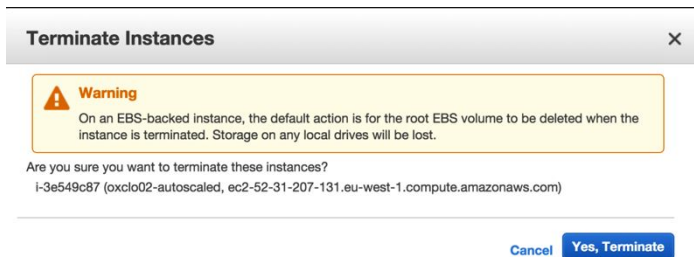 Terminate Instances
Warning
On an EBS-backed instance, the default action is for the root EBS volume to be deleted when the
instance is terminated. Storage on any local drives will be lost.
Are you sure you want to terminate these instances?
i-3e549c87 (oxclo02-autoscaled, ec2-52-31-207-131.eu-west-1.compute.amazonaws.com)
Cancel Yes, Terminate